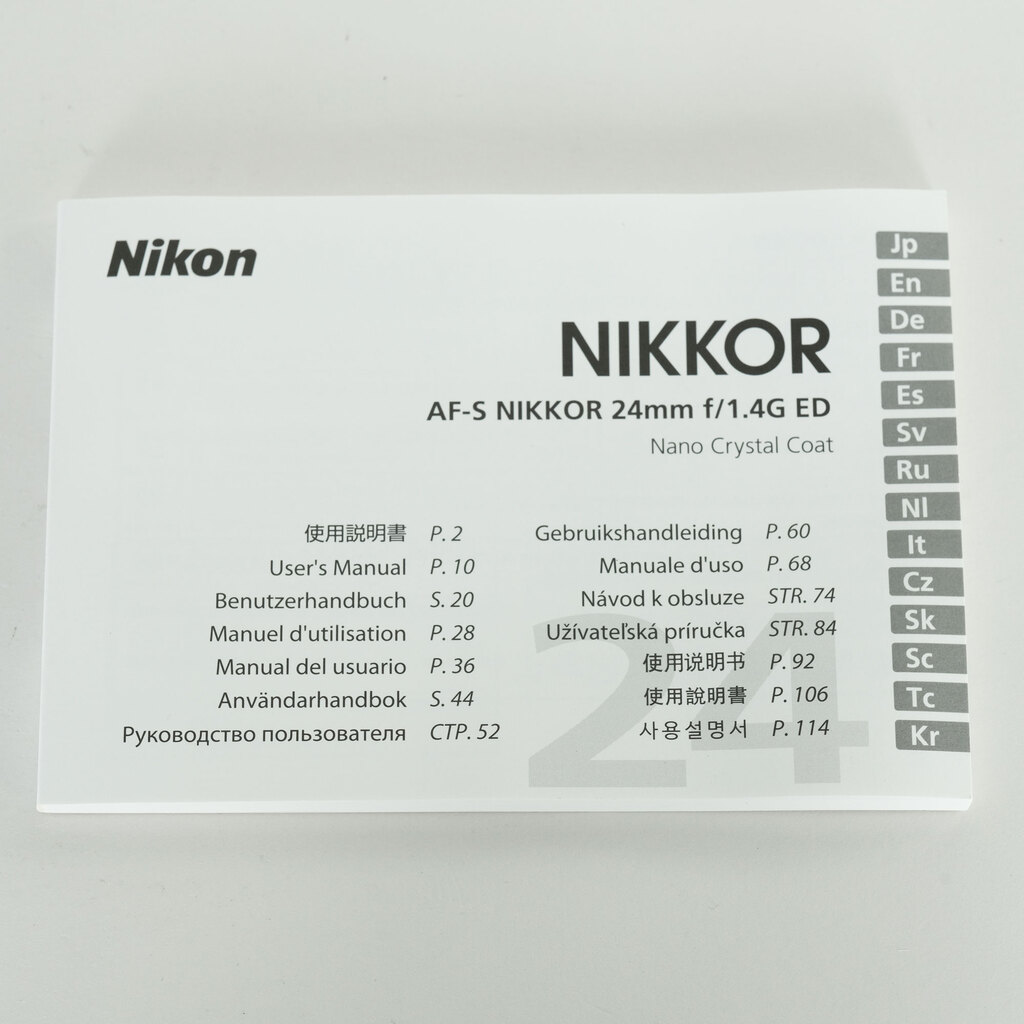 Nikon
NIKKOR
AF-S NIKKOR 24mm f/1.4G ED
Nano Crystal Coat
使用説明書 P. 2
User's Manual P. 10
Benutzerhandbuch S. 20
Manuel d'utilisation P. 28
Manual del usuario P. 36
Användarhandbok S. 44
Руководство пользователя СТР. 52
Gebruikshandleiding P. 60
Manuale d'uso P. 68
Návod k obsluze STR. 74
Užívateľská príručka STR. 84
使用说明书 P. 92
使用說明書 P. 106
사용설명서 P. 114
24
Jp
En
De
Fr
Es
Sv
Ru
Nl
It
Cz
Sk
Sc
Tc
Kr